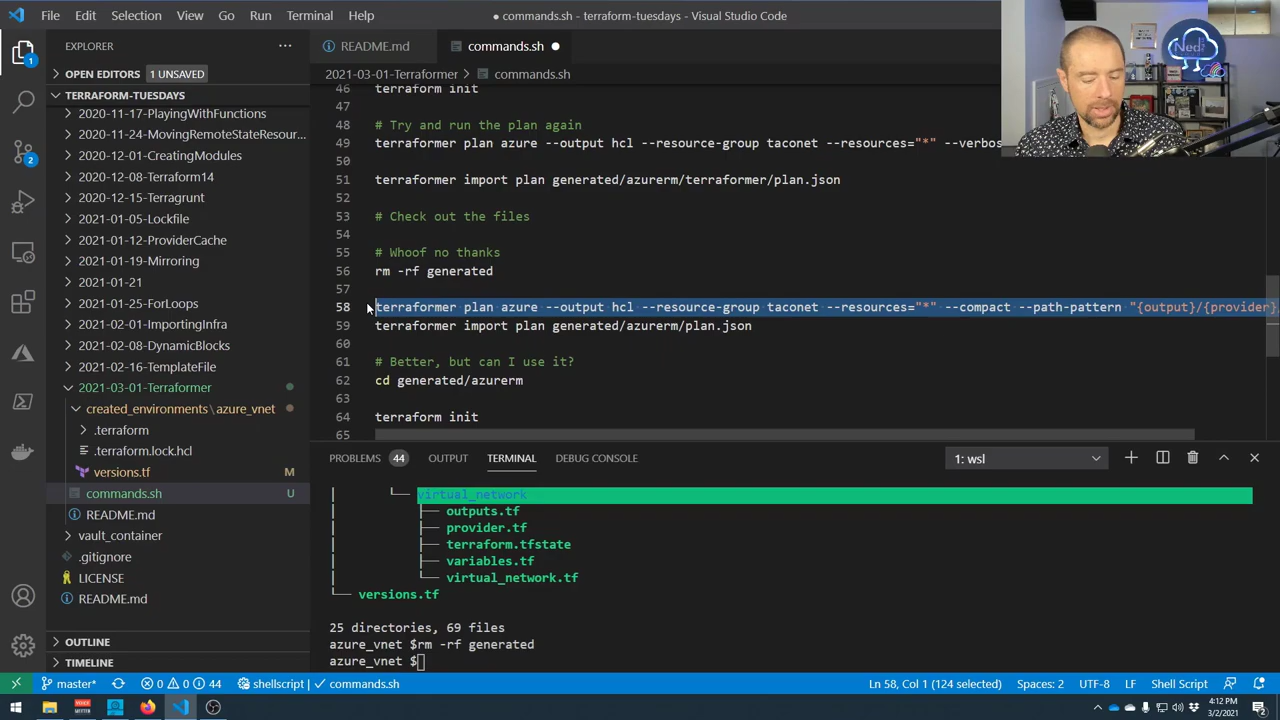 File Edit Selection View Go Run Terminal Help
● commands.sh - terraform-tuesdays - Visual Studio Code
EXPLORER
OPEN EDITORS 1 UNSAVED
TERRAFORM-TUESDAYS
2020-11-17-PlayingWithFunctions
2020-11-24-MovingRemoteStateResour...
2020-12-01-CreatingModules
2020-12-08-Terraform14
2020-12-15-Terragrunt
2021-01-05-Lockfile
2021-01-12-ProviderCache
2021-01-19-Mirroring
2021-01-21
2021-01-25-ForLoops
2021-02-01-ImportingInfra
2021-02-08-DynamicBlocks
2021-02-16-TemplateFile
2021-03-01-Terraformer
created_environments\azure_vnet
.terraform
.terraform.lock.hcl
versions.tf M
commands.sh U
README.md
vault_container
.gitignore
LICENSE
README.md
OUTLINE
TIMELINE
README.md commands.sh
2021-03-01-Terraformer > commands.sh
46 terraform init
47
48 # Try and run the plan again
49 terraformer plan azure --output hcl --resource-group taconet --resources="*" --verbos
50
51 terraformer import plan generated/azurerm/terraformer/plan.json
52
53 # Check out the files
54
55 # Whoof no thanks
56 rm -rf generated
57
58 terraformer plan azure --output hcl --resource-group taconet --resources="*" --compact --path-pattern "{output}/{provider}
59 terraformer import plan generated/azurerm/plan.json
60
61 # Better, but can I use it?
62 cd generated/azurerm
63
64 terraform init
65
PROBLEMS 44 OUTPUT TERMINAL DEBUG CONSOLE 1: wsl
│       └── virtual_network
│           ├── outputs.tf
│           ├── provider.tf
│           ├── terraform.tfstate
│           ├── variables.tf
│           └── virtual_network.tf
└── versions.tf
25 directories, 69 files
azure_vnet $rm -rf generated
azure_vnet $
master* 0 0 44 shellscript commands.sh Ln 58, Col 1 (124 selected) Spaces: 2 UTF-8 LF Shell Script
4:12 PM
3/2/2021
1
2
Ned